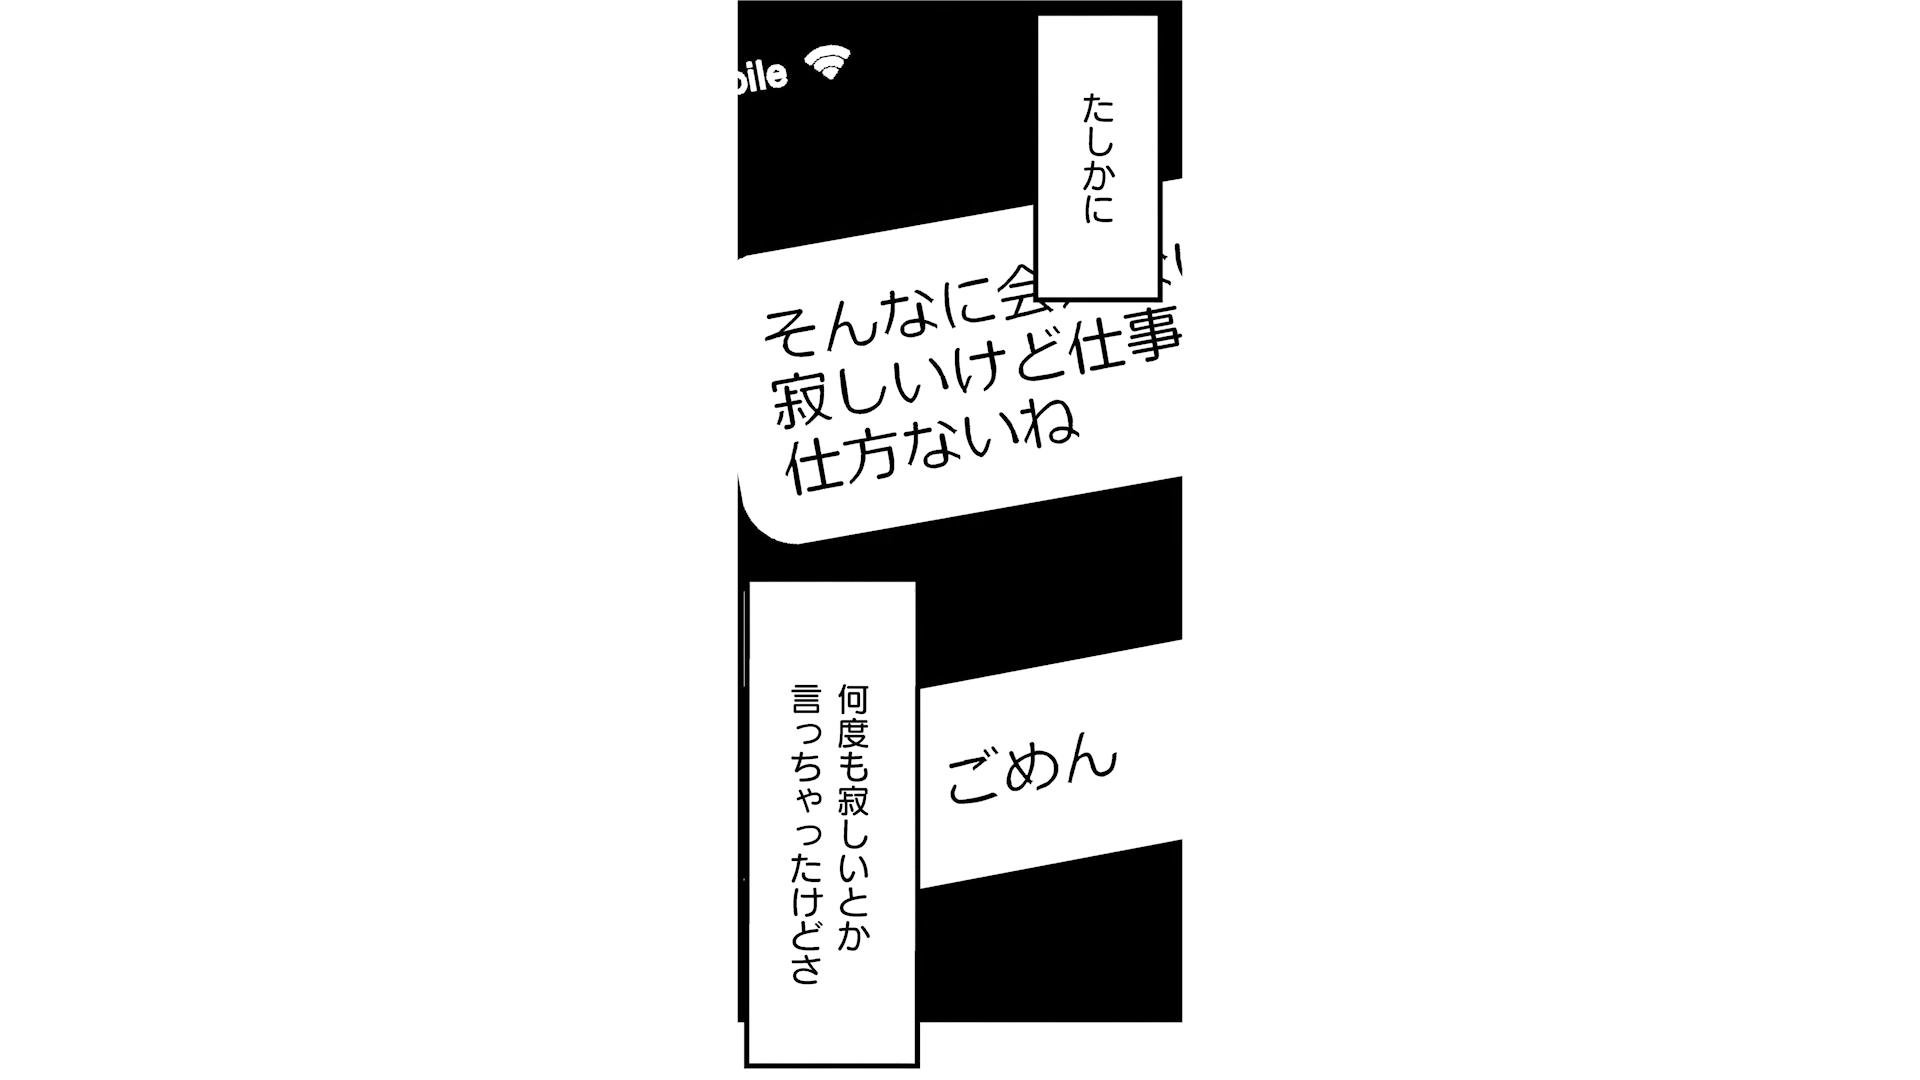 たしかに
そんなに会
寂しいけど仕事
仕方ないね
ごめん
何度も寂しいとか
言っちゃったけどさ